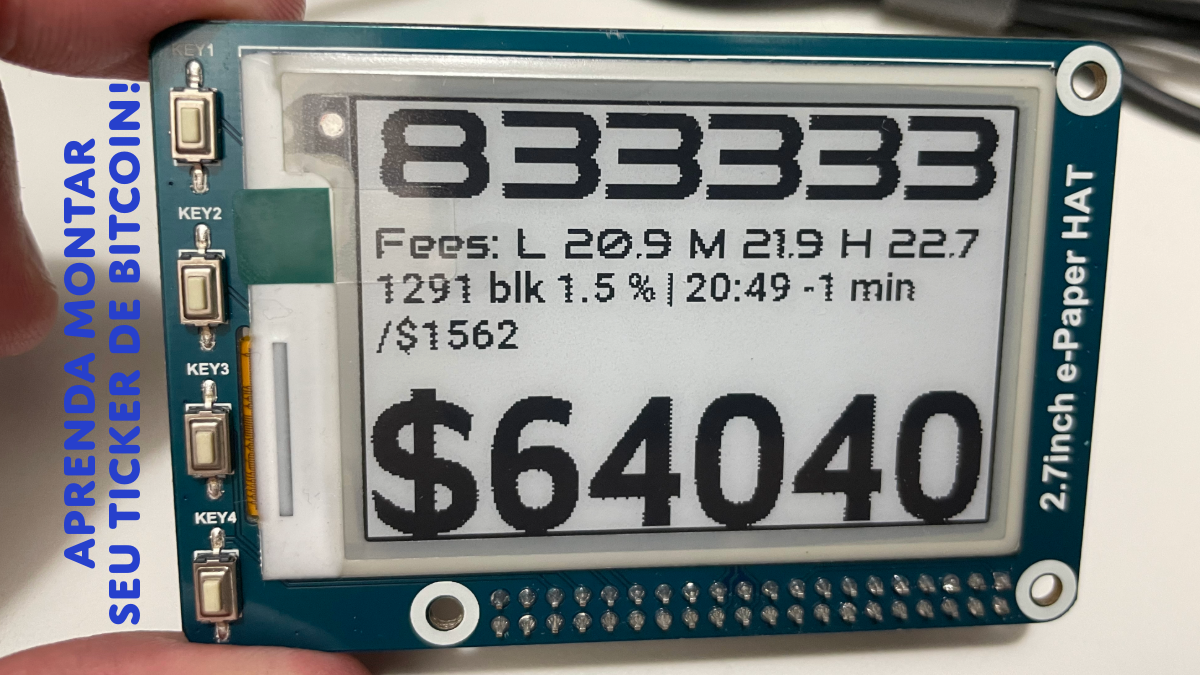 APRENDA MONTAR
SEU TICKER DE BITCOIN!
KEY1
KEY2
KEY3
KEY4
833333
Fees: L 20.9 M 21.9 H 22.7
1291 blk 1.5 % | 20:49 -1 min
/$1562
$64040
2.7inch e-Paper HAT